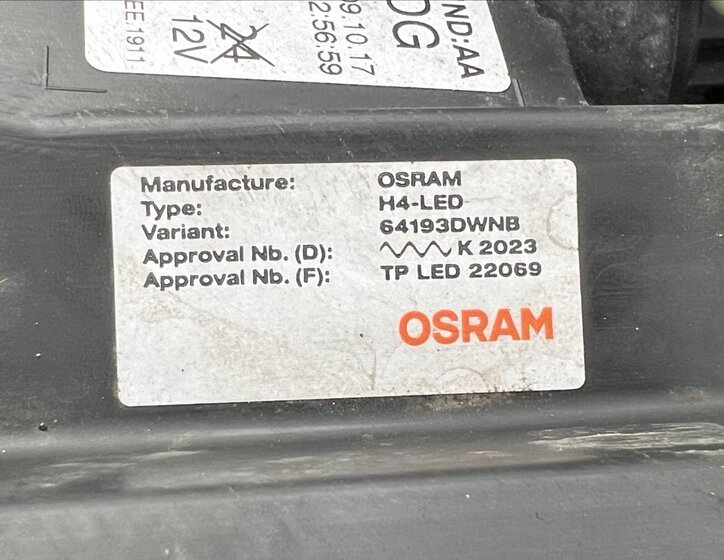 ND:AA
DG
9.10.17
2:56:59
24
12V
EE.1911
Manufacture: OSRAM
Type: H4-LED
Variant: 64193DWNB
Approval Nb. (D): K 2023
Approval Nb. (F): TP LED 22069
OSRAM